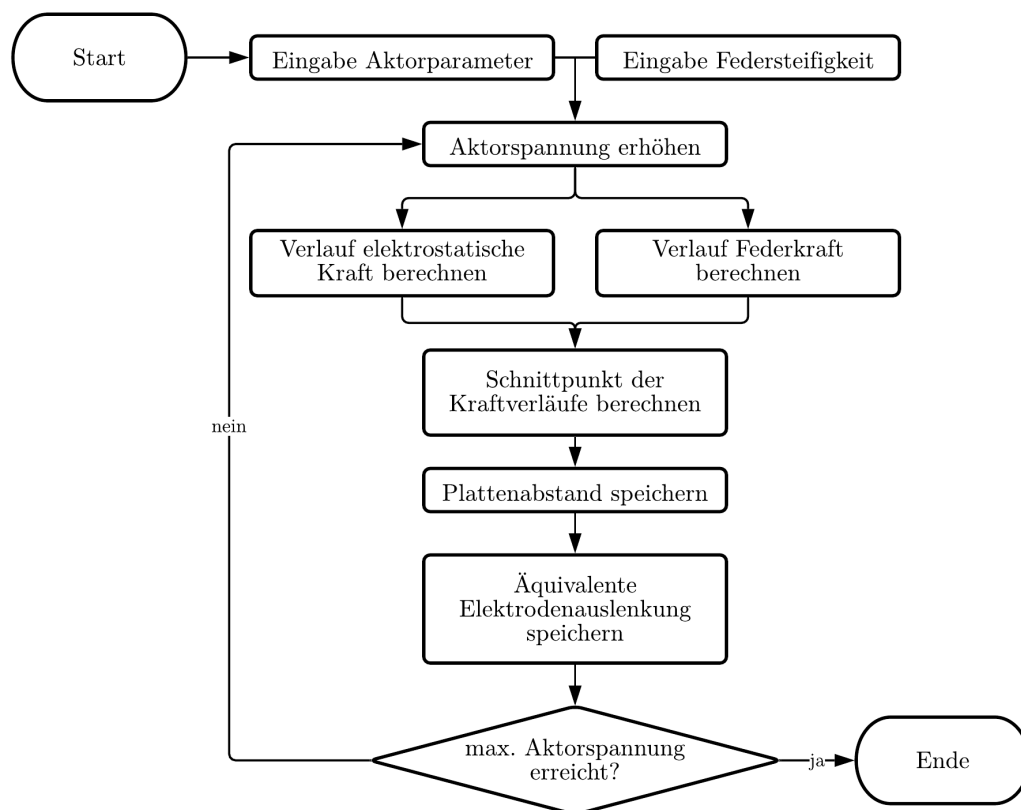 Start
Eingabe Aktorparameter
Eingabe Federsteifigkeit
Aktorspannung erhöhen
Verlauf elektrostatische
Kraft berechnen
Verlauf Federkraft
berechnen
Schnittpunkt der
Kraftverläufe berechnen
nein
Plattenabstand speichern
Äquivalente
Elektrodenauslenkung
speichern
max. Aktorspannung
erreicht?
ja
Ende